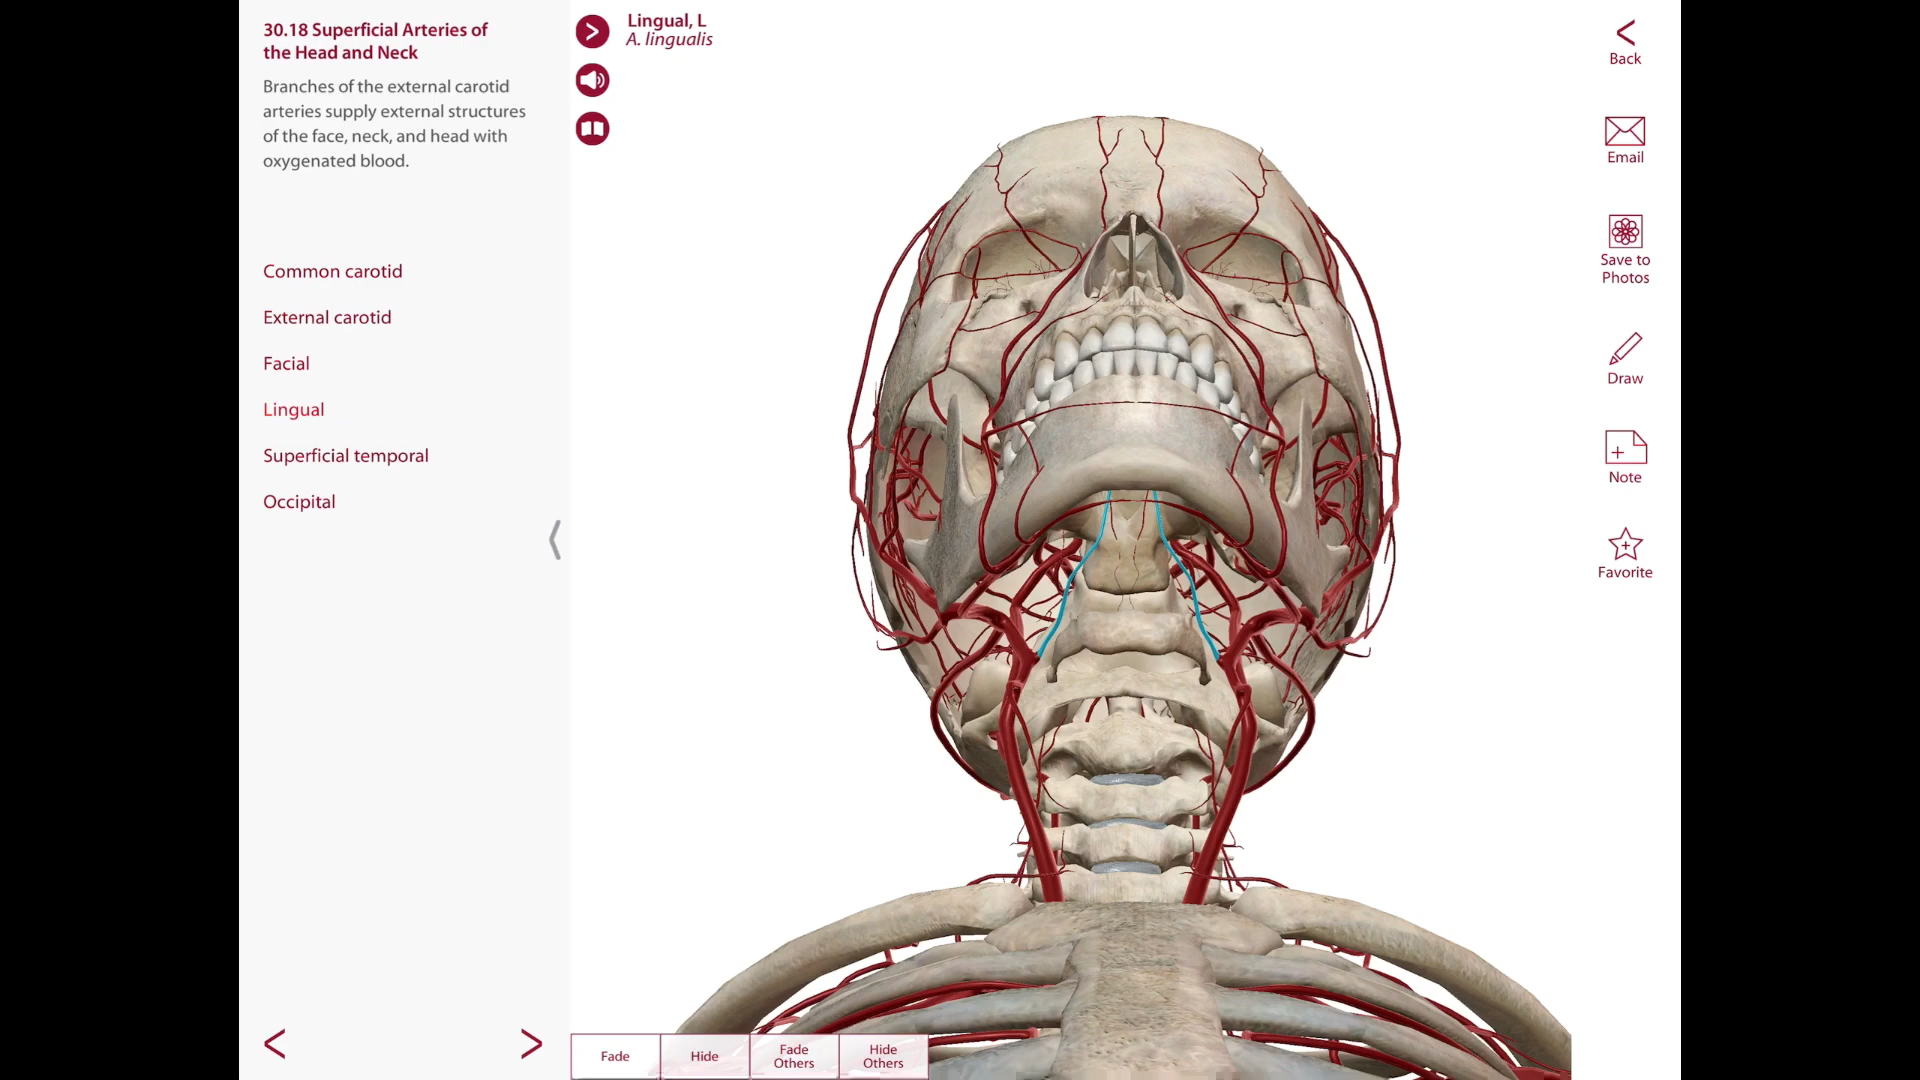 30.18 Superficial Arteries of
the Head and Neck
Branches of the external carotid
arteries supply external structures
of the face, neck, and head with
oxygenated blood.
Common carotid
External carotid
Facial
Lingual
Superficial temporal
Occipital
Lingual, L
A. lingualis
Back
Email
Save to
Photos
Draw
Note
Favorite
Fade
Hide
Fade
Others
Hide
Others